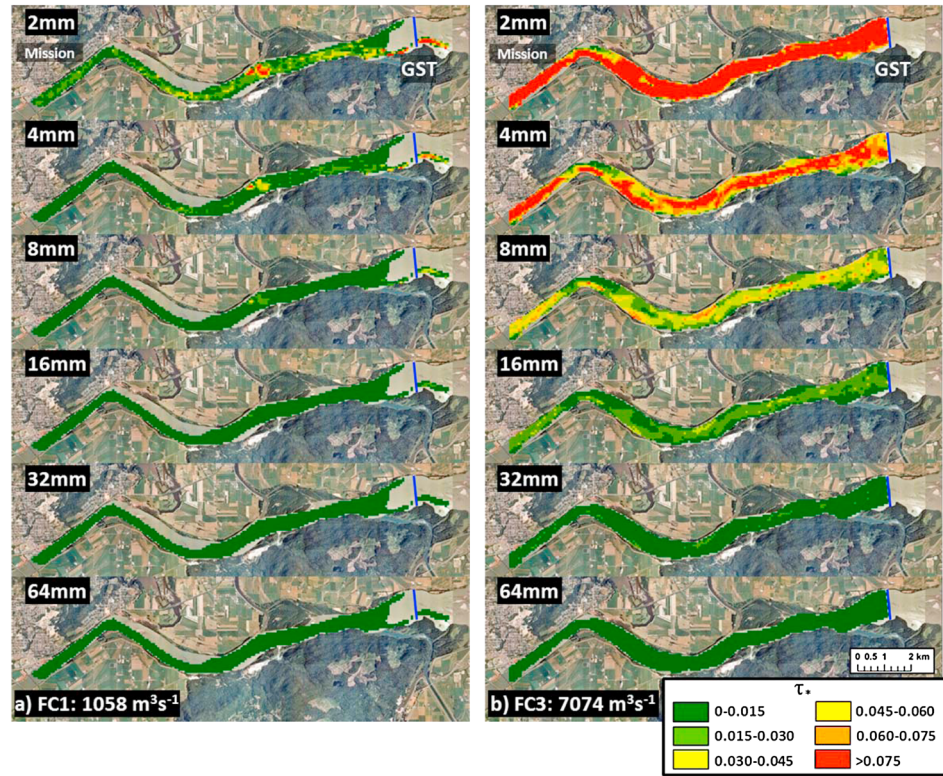 2mm
Mission
GST
4mm
8mm
16mm
32mm
64mm
a) FC1: 1058 m³s⁻¹
2mm
Mission
GST
4mm
8mm
16mm
32mm
64mm
0 0.5 1 2 km
b) FC3: 7074 m³s⁻¹
τ*
0-0.015
0.015-0.030
0.030-0.045
0.045-0.060
0.060-0.075
>0.075